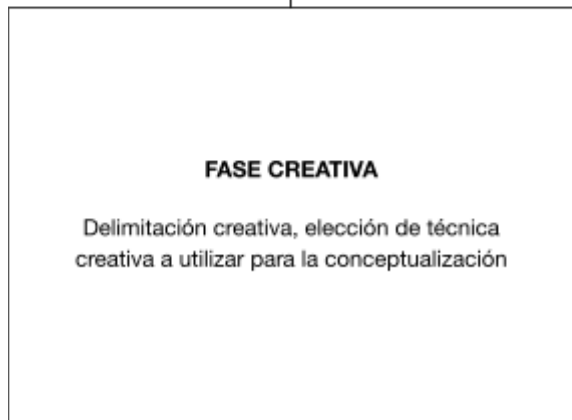 FASE CREATIVA
Delimitación creativa, elección de técnica
creativa a utilizar para la conceptualización